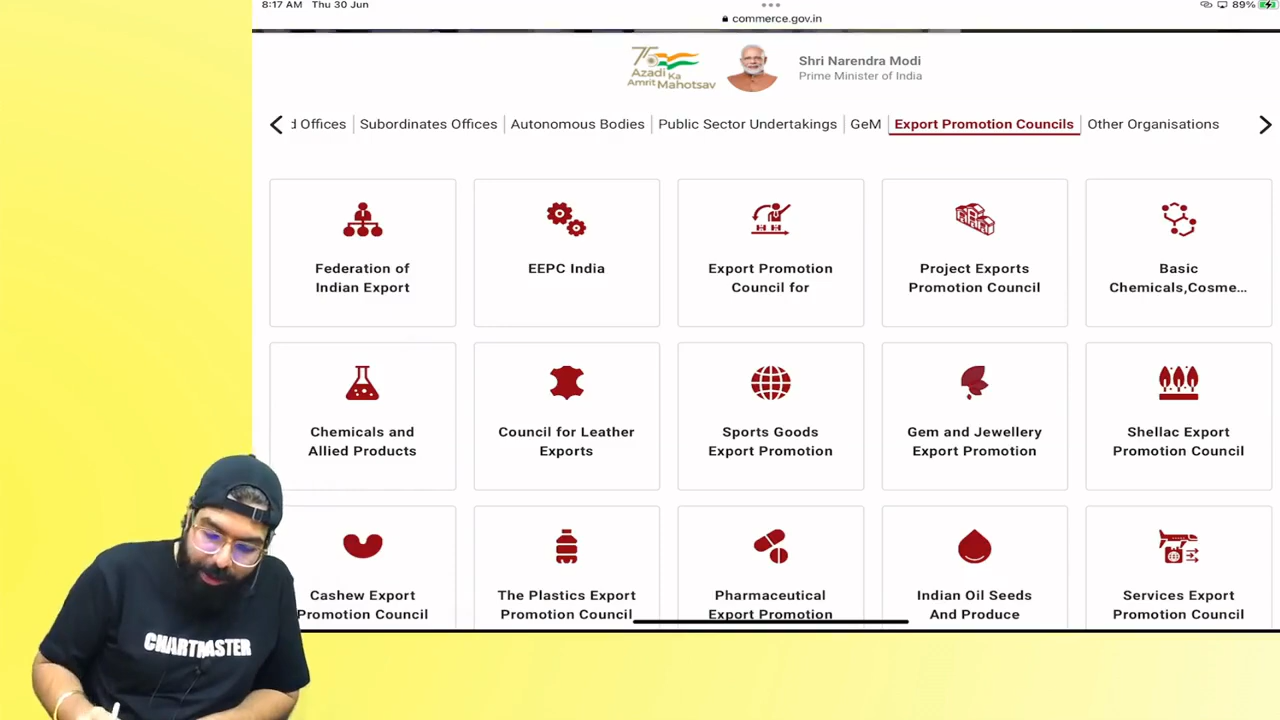 8:17 AM Thu 30 Jun
89%
commerce.gov.in
75
Azadi Ka
Amrit Mahotsav
Shri Narendra Modi
Prime Minister of India
d Offices
Subordinates Offices
Autonomous Bodies
Public Sector Undertakings
GeM
Export Promotion Councils
Other Organisations
Federation of
Indian Export
EEPC India
Export Promotion
Council for
Project Exports
Promotion Council
Basic
Chemicals,Cosme...
Chemicals and
Allied Products
Council for Leather
Exports
Sports Goods
Export Promotion
Gem and Jewellery
Export Promotion
Shellac Export
Promotion Council
Cashew Export
Promotion Council
The Plastics Export
Promotion Council
Pharmaceutical
Export Promotion
Indian Oil Seeds
And Produce
Services Export
Promotion Council
CHARTMASTER